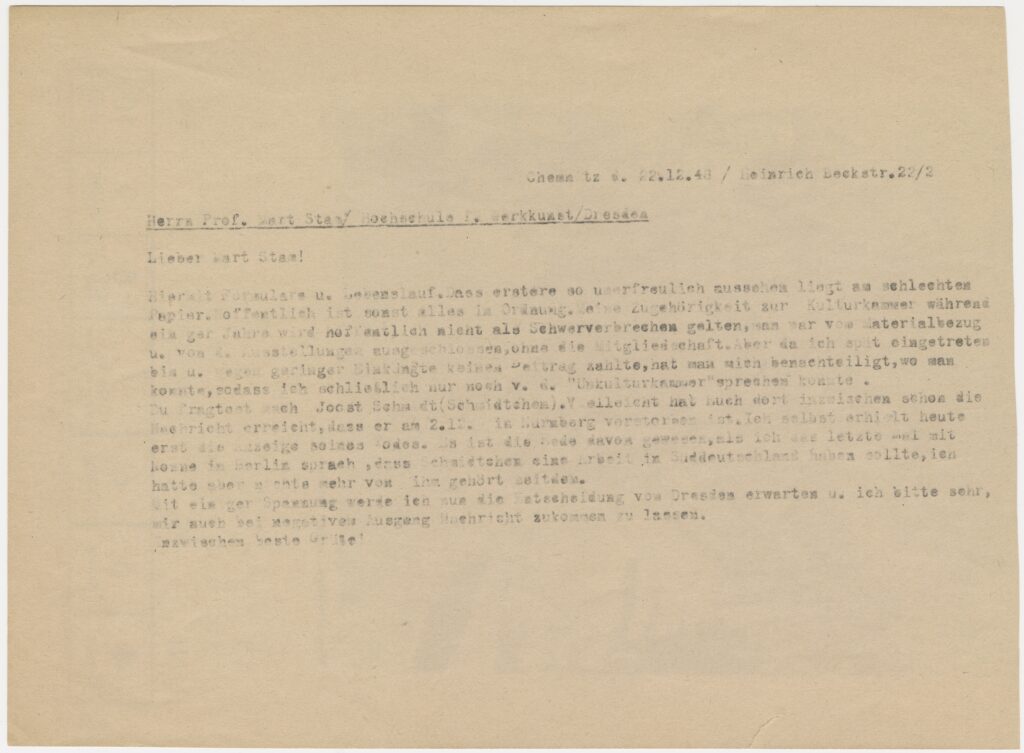 Chemnitz d. 22.12.48 / Heinrich Beckstr.22/2
Herrn Prof. Mart Stam/ Hochschule f. Werkkunst/Dresden
Lieber Mart Stam!
Hiermit Formulare u. Lebenslauf.Dass erstere so unerfreulich aussehen liegt am schlechten
Papier.Hoffentlich ist sonst alles in Ordnung.Meine Zugehörigkeit zur Kulturkammer während
einiger Jahre wird hoffentlich nicht als Schwerverbrechen gelten,man war vom Materialbezug
u. von d. Ausstellungen ausgeschlossen,ohne die Mitgliedschaft.Aber da ich spät eingetreten
bin u. wegen geringer Einküngte keinen Beitrag zahlte,hat man mich benachteiligt,wo man
konnte,sodass ich schließlich nur noch v. d. "Unkulturkammer"sprechen konnte .
Du fragtest nach Joost Schmidt(Schmidtchen).Vielleicht hat Euch dort inzwischen schon die
Nachricht erreicht,dass er am 2.12. in Nürnberg verstorben ist.Ich selbst erhielt heute
erst die Anzeige seines Todes. Es ist die Rede davon gewesen,als ich das letzte Mal mit
in Berlin sprach ,dass Schmidtchen eine Arbeit in Süddeutschland haben sollte,ich
hatte aber nichts mehr von ihm gehört seitdem.
Mit einiger Spannung werde ich nun die Entscheidung von Dresden erwarten u. ich bitte sehr,
mir auch bei negativem Ausgang Nachricht zukommen zu lassen.
Inzwischen beste Grüße!